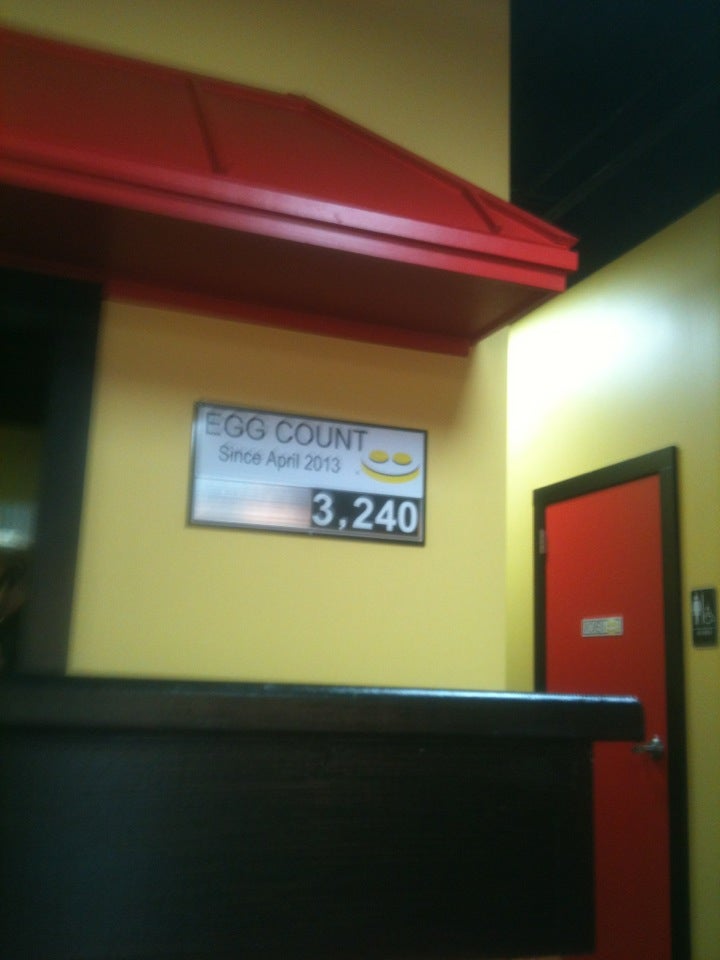 EGG COUNT
Since April 2013
3,240